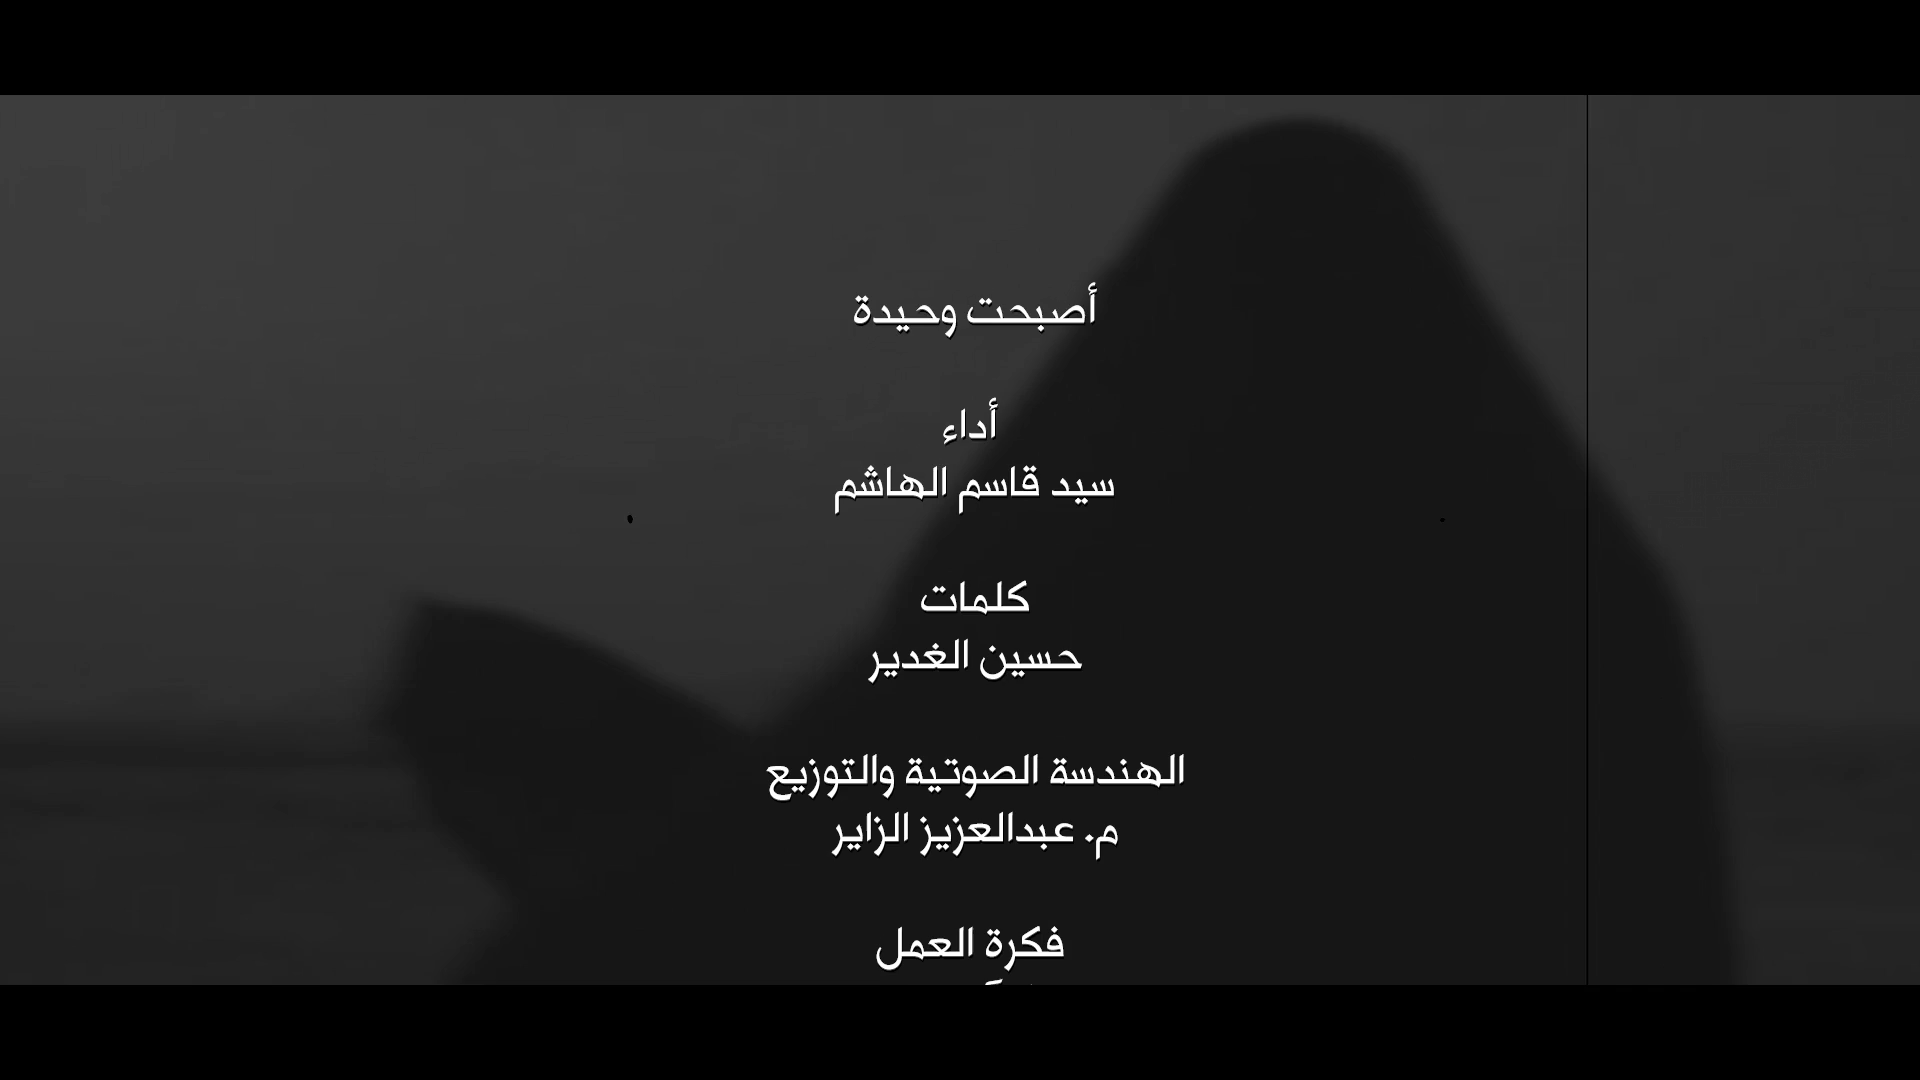 أصبحت وحيدة
أداء
سيد قاسم الهاشم
كلمات
حسين الغدير
الهندسة الصوتية والتوزيع
م. عبدالعزيز الزاير
فكرة العمل